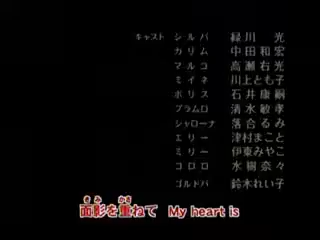 キャスト シルバ 緑川 光
カリム 中田和宏
マルコ 高瀬右光
ミイネ 川上とも子
ボリス 石井康嗣
ブラムロ 清水敏孝
シャローナ 落合るみ
エリー 津村まこと
ミリー 伊東みやこ
コロロ 水樹奈々
ゴルドバ 鈴木れい子
きみ かさ
面影を重ねて My heart is